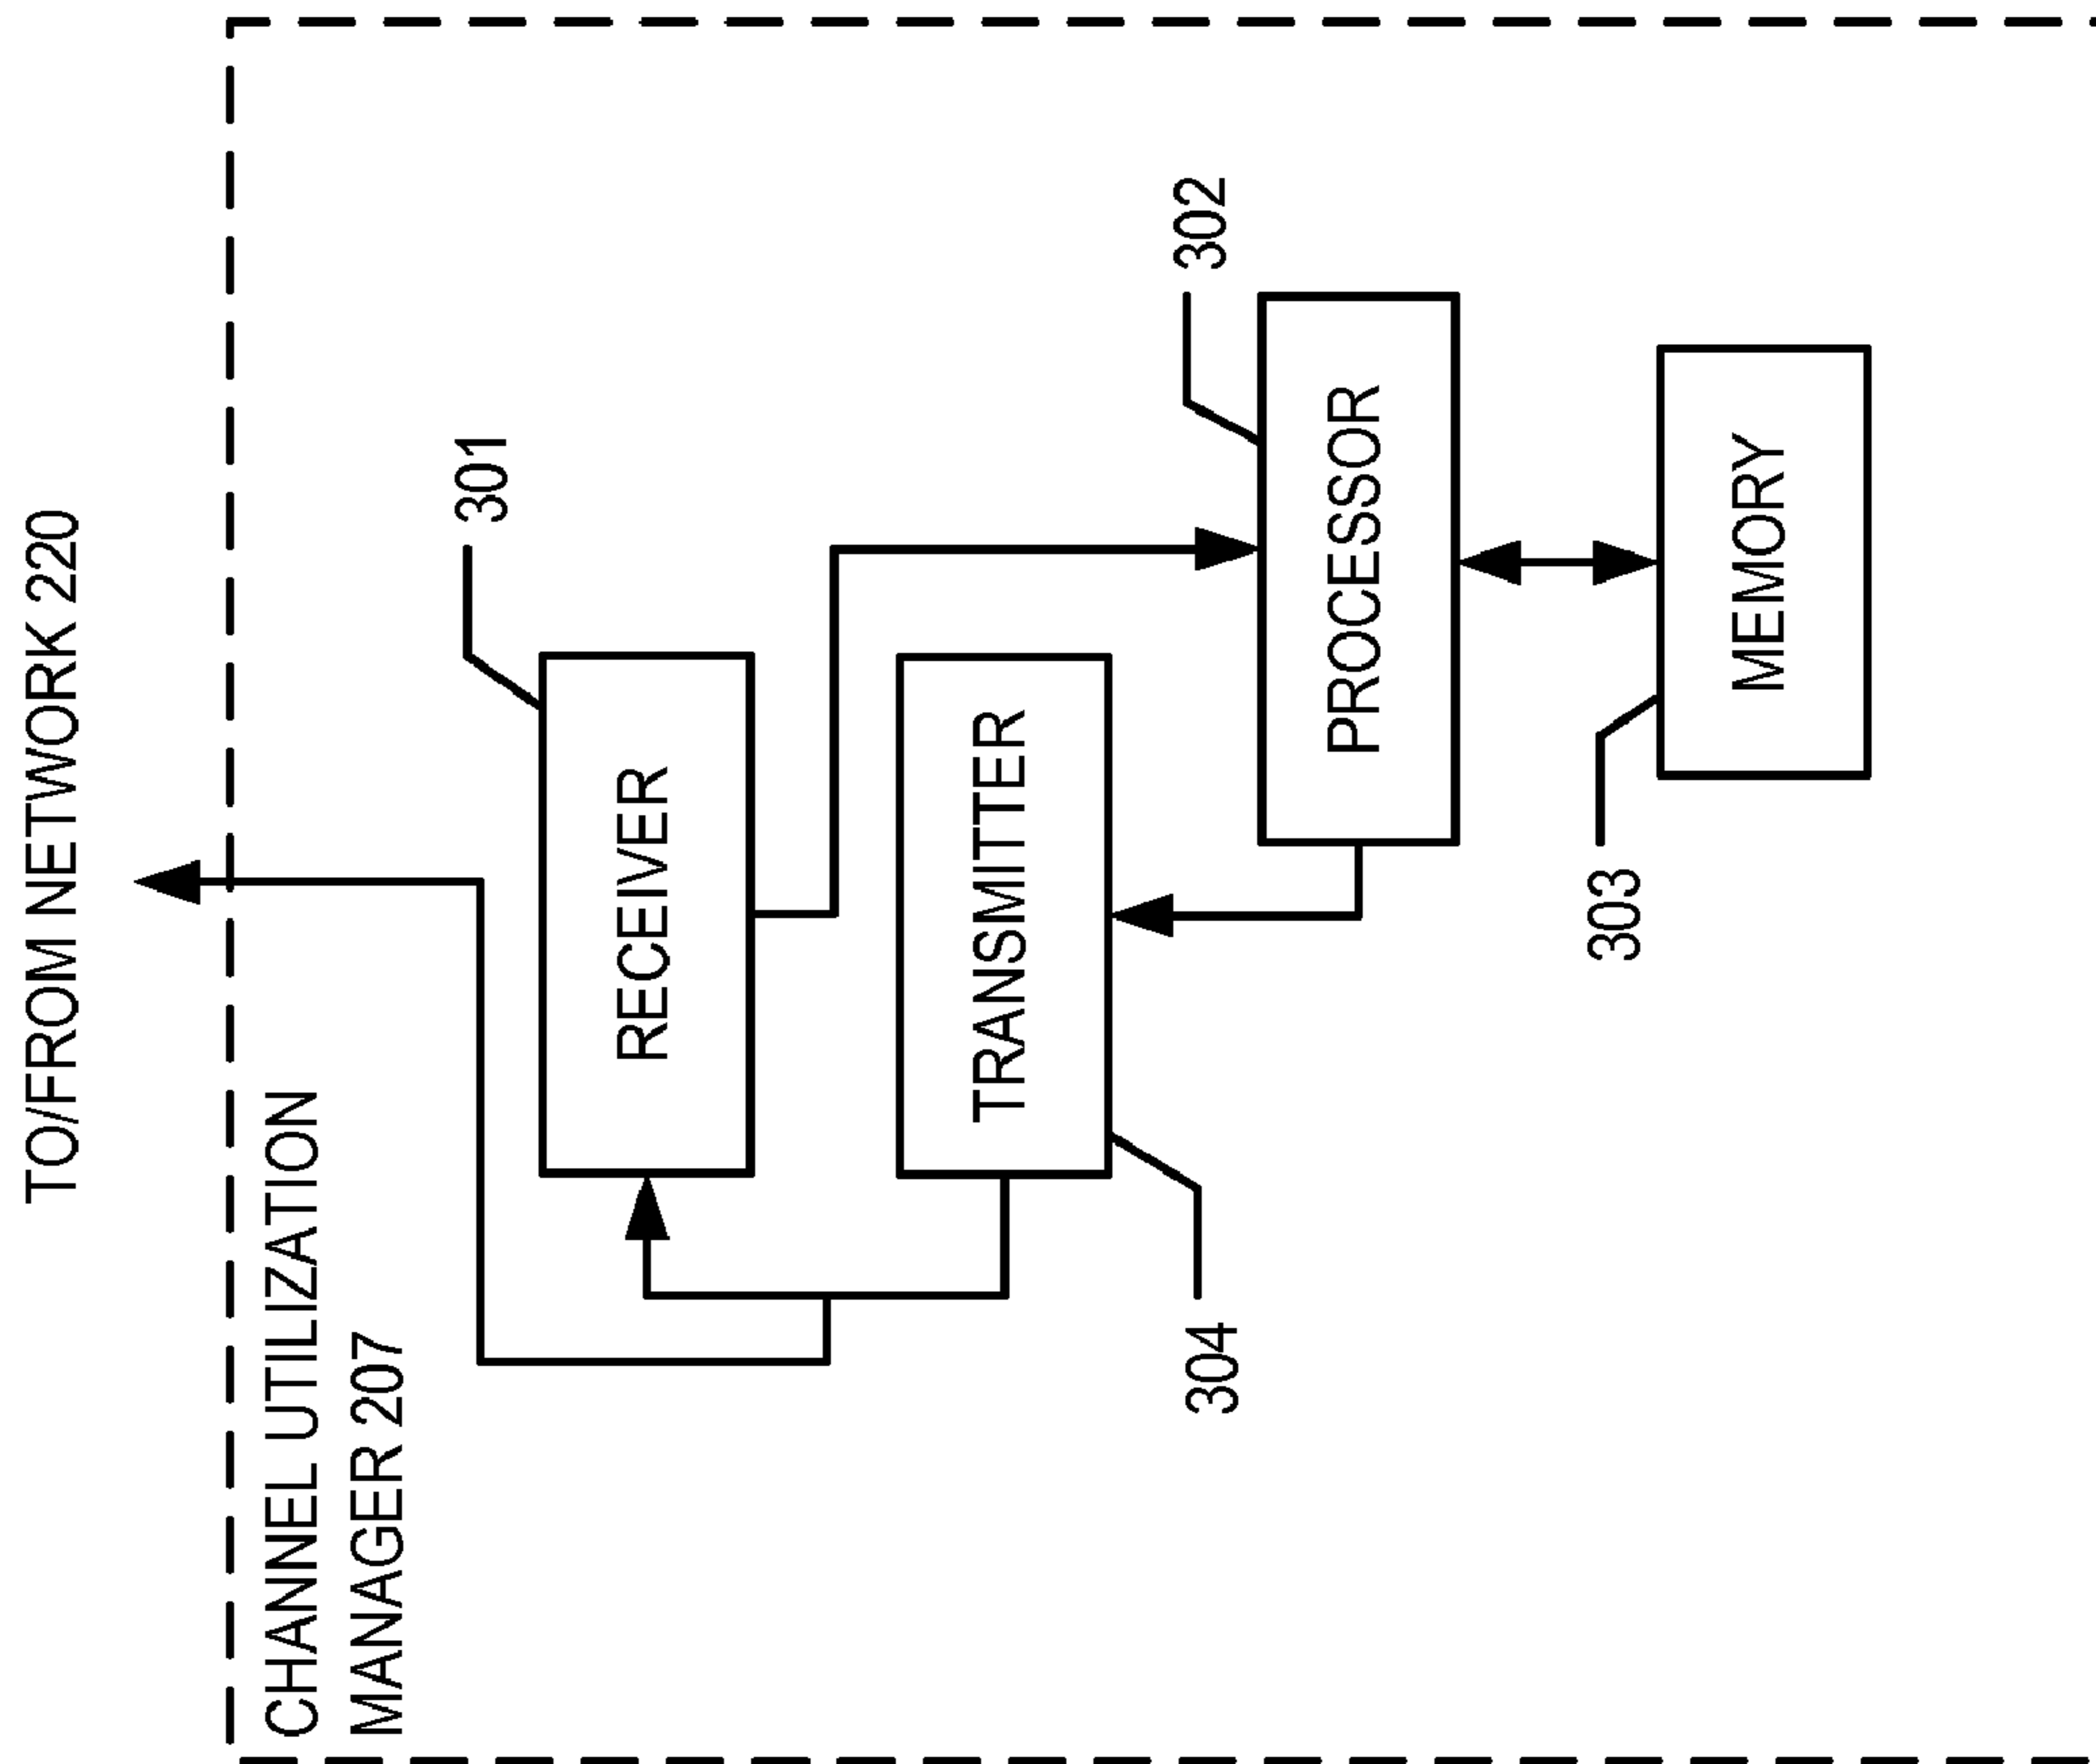 TO/FROM NETWORK 220
CHANNEL UTILIZATION
MANAGER 207
301
RECEIVER
TRANSMITTER
304
302
PROCESSOR
303
MEMORY